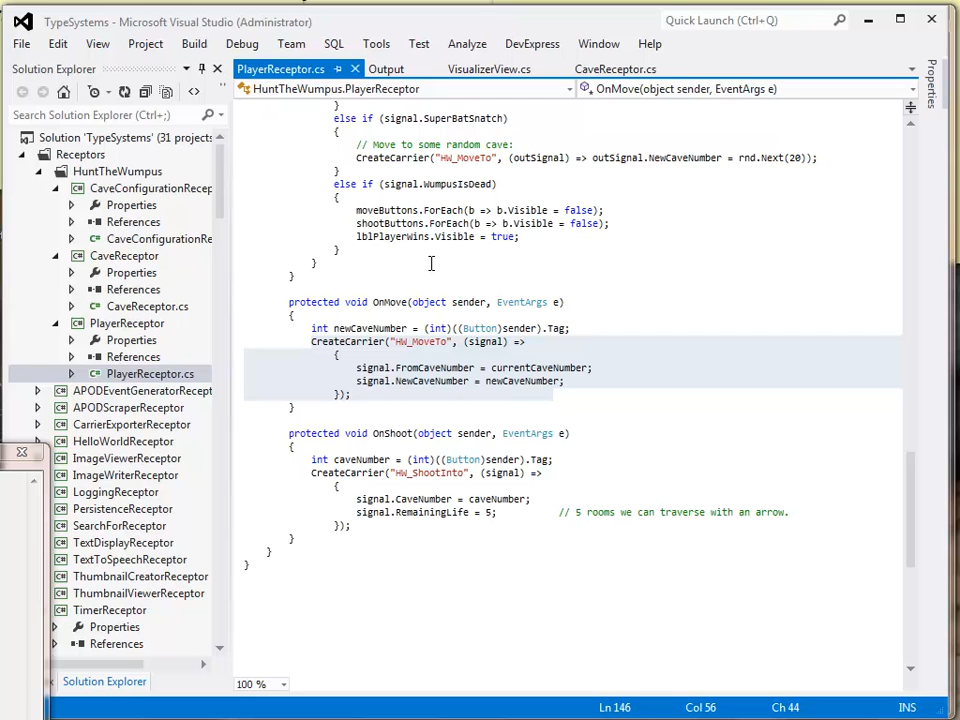 TypeSystems - Microsoft Visual Studio (Administrator)
Quick Launch (Ctrl+Q)
File Edit View Project Build Debug Team SQL Tools Test Analyze DevExpress Window Help
Solution Explorer
PlayerReceptor.cs Output VisualizerView.cs CaveReceptor.cs
Properties
HuntTheWumpus.PlayerReceptor
OnMove(object sender, EventArgs e)
Search Solution Explorer (Ctrl+;)
Solution 'TypeSystems' (31 projects
Receptors
HuntTheWumpus
CaveConfigurationRecep
Properties
References
CaveConfigurationRe
CaveReceptor
Properties
References
CaveReceptor.cs
PlayerReceptor
Properties
References
PlayerReceptor.cs
APODEventGeneratorRecept
APODScraperReceptor
CarrierExporterReceptor
HelloWorldReceptor
ImageViewerReceptor
ImageWriterReceptor
LoggingReceptor
PersistenceReceptor
SearchForReceptor
TextDisplayReceptor
TextToSpeechReceptor
ThumbnailCreatorReceptor
ThumbnailViewerReceptor
TimerReceptor
Properties
References
Solution Explorer
}
else if (signal.SuperBatSnatch)
{
// Move to some random cave:
CreateCarrier("HW_MoveTo", (outSignal) => outSignal.NewCaveNumber = rnd.Next(20));
}
else if (signal.WumpusIsDead)
{
moveButtons.ForEach(b => b.Visible = false);
shootButtons.ForEach(b => b.Visible = false);
lblPlayerWins.Visible = true;
}
}
}
protected void OnMove(object sender, EventArgs e)
{
int newCaveNumber = (int)((Button)sender).Tag;
CreateCarrier("HW_MoveTo", (signal) =>
{
signal.FromCaveNumber = currentCaveNumber;
signal.NewCaveNumber = newCaveNumber;
});
}
protected void OnShoot(object sender, EventArgs e)
{
int caveNumber = (int)((Button)sender).Tag;
CreateCarrier("HW_ShootInto", (signal) =>
{
signal.CaveNumber = caveNumber;
signal.RemainingLife = 5; // 5 rooms we can traverse with an arrow.
});
}
}
}
100 %
Ln 146 Col 56 Ch 44 INS